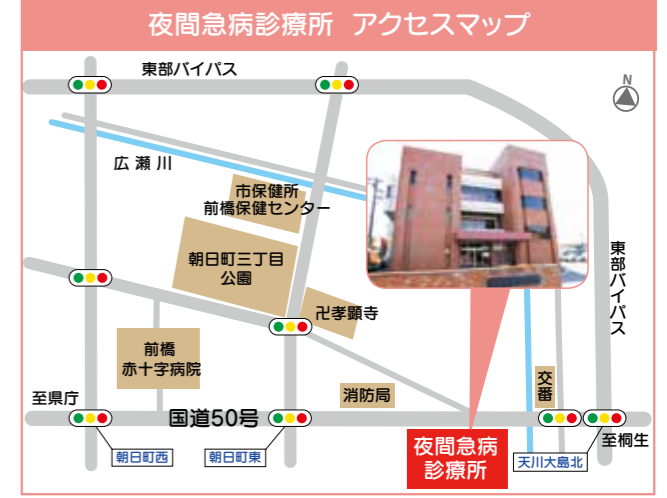 夜間急病診療所 アクセスマップ
東部バイパス
N
広瀬川
市保健所
前橋保健センター
朝日町三丁目
公園
卍孝顕寺
東部バイパス
前橋
赤十字病院
消防局
交番
至県庁
国道50号
至桐生
朝日町西
朝日町東
夜間急病
診療所
天川大島北